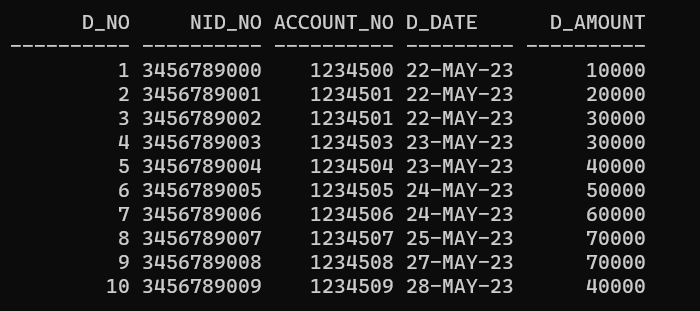 D_NO NID_NO ACCOUNT_NO D_DATE D_AMOUNT
---------- ---------- ---------- --------- ----------
1 3456789000 1234500 22-MAY-23 10000
2 3456789001 1234501 22-MAY-23 20000
3 3456789002 1234501 22-MAY-23 30000
4 3456789003 1234503 23-MAY-23 30000
5 3456789004 1234504 23-MAY-23 40000
6 3456789005 1234505 24-MAY-23 50000
7 3456789006 1234506 24-MAY-23 60000
8 3456789007 1234507 25-MAY-23 70000
9 3456789008 1234508 27-MAY-23 70000
10 3456789009 1234509 28-MAY-23 40000